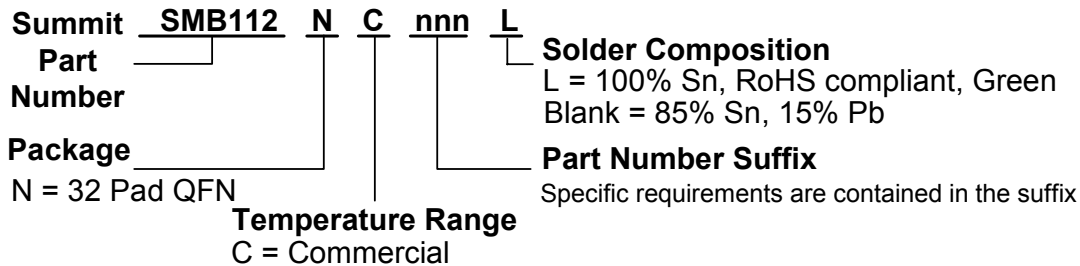 Summit SMB112 N C nnn L
Part
Number
Solder Composition
L = 100% Sn, RoHS compliant, Green
Blank = 85% Sn, 15% Pb
Package
N = 32 Pad QFN
Part Number Suffix
Specific requirements are contained in the suffix
Temperature Range
C = Commercial